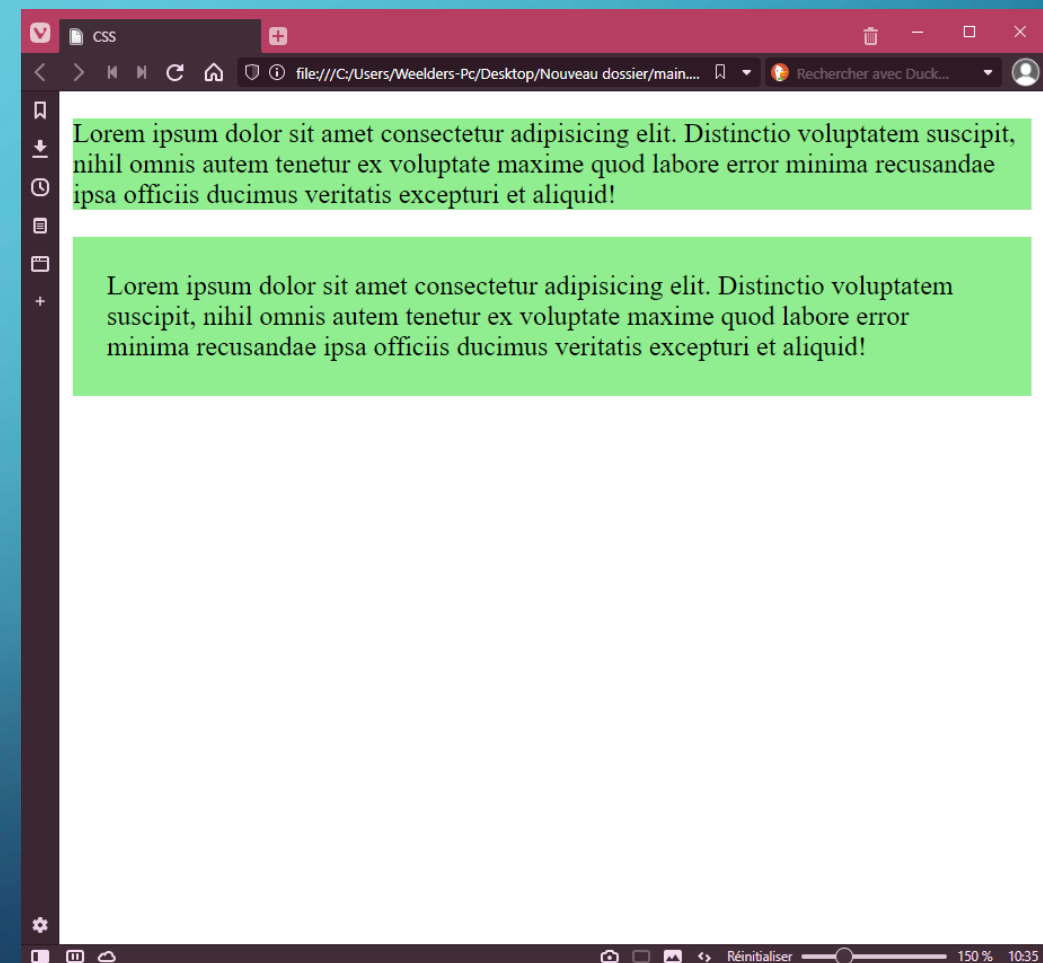 CSS
file:///C:/Users/Weelders-Pc/Desktop/Nouveau dossier/main....
Rechercher avec Duck...
Lorem ipsum dolor sit amet consectetur adipisicing elit. Distinctio voluptatem suscipit,
nihil omnis autem tenetur ex voluptate maxime quod labore error minima recusandae
ipsa officiis ducimus veritatis excepturi et aliquid!
Lorem ipsum dolor sit amet consectetur adipisicing elit. Distinctio voluptatem
suscipit, nihil omnis autem tenetur ex voluptate maxime quod labore error
minima recusandae ipsa officiis ducimus veritatis excepturi et aliquid!
Réinitialiser
150 %
10:35